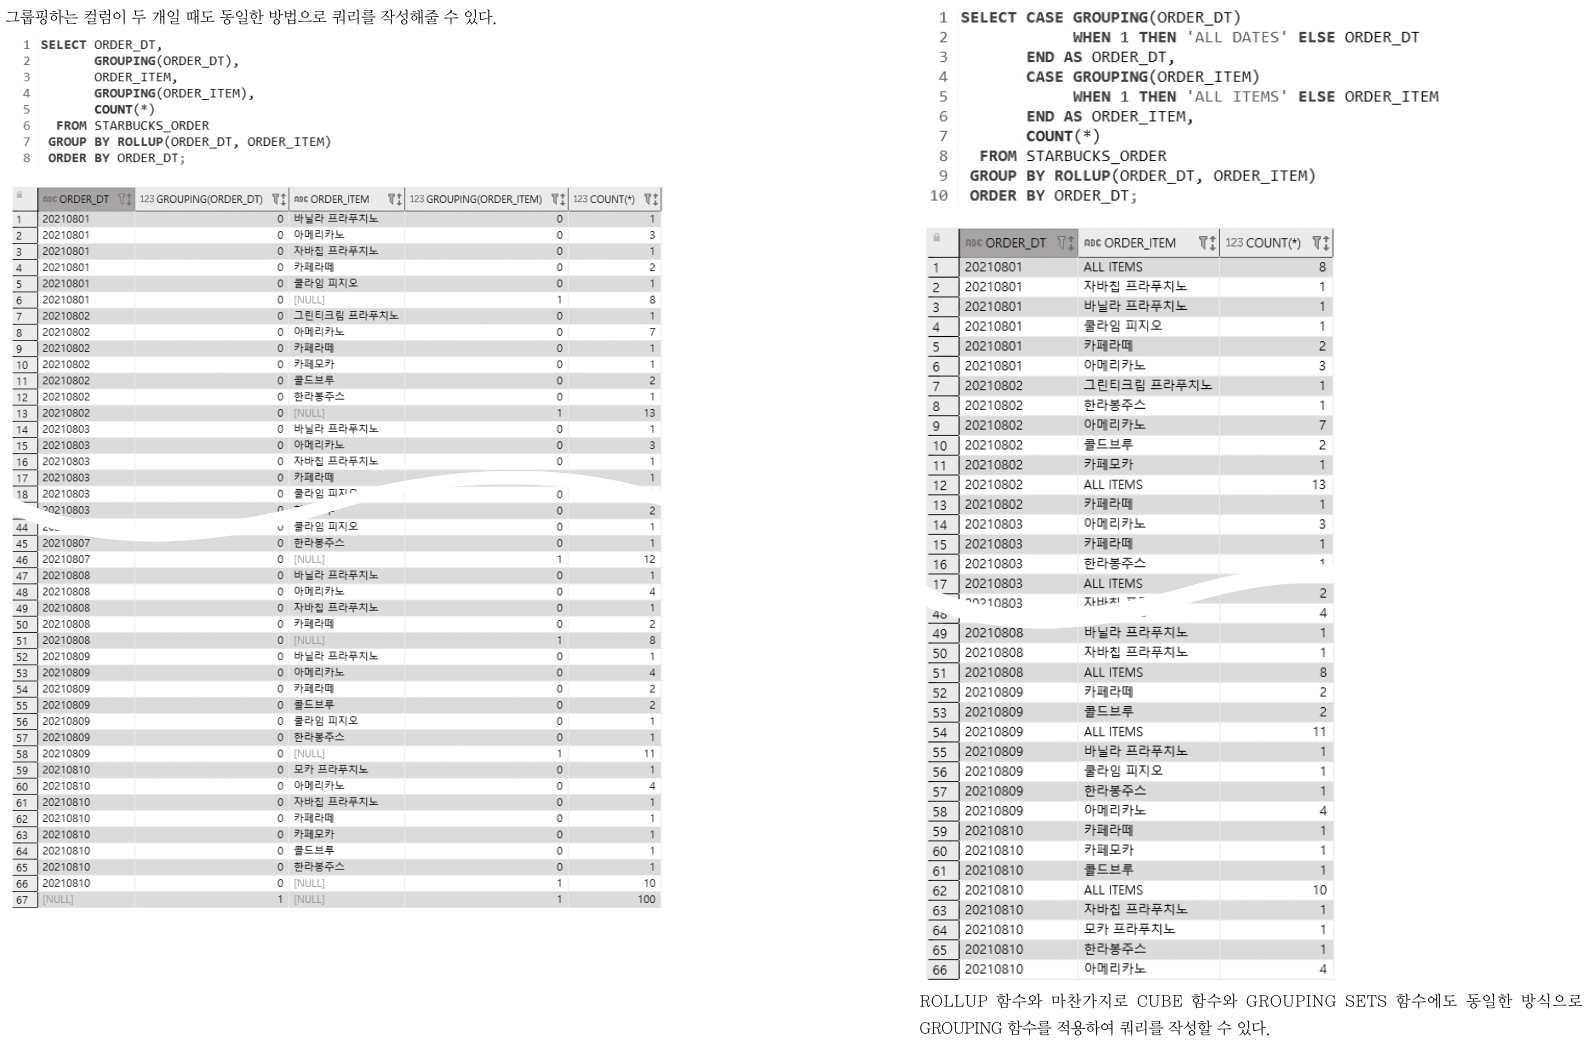 그룹핑하는 컬럼이 두 개일 때도 동일한 방법으로 쿼리를 작성해줄 수 있다.
1 SELECT ORDER_DT,
2 GROUPING(ORDER_DT),
3 ORDER_ITEM,
4 GROUPING(ORDER_ITEM),
5 COUNT(*)
6 FROM STARBUCKS_ORDER
7 GROUP BY ROLLUP(ORDER_DT, ORDER_ITEM)
8 ORDER BY ORDER_DT;
ABC ORDER_DT 123 GROUPING(ORDER_DT) ABC ORDER_ITEM 123 GROUPING(ORDER_ITEM) 123 COUNT(*)
1 20210801 0 바닐라 프라푸치노 0 1
2 20210801 0 아메리카노 0 3
3 20210801 0 자바칩 프라푸치노 0 1
4 20210801 0 카페라떼 0 2
5 20210801 0 쿨라임 피지오 0 1
6 20210801 0 [NULL] 1 8
7 20210802 0 그린티크림 프라푸치노 0 1
8 20210802 0 아메리카노 0 7
9 20210802 0 카페라떼 0 1
10 20210802 0 카페모카 0 1
11 20210802 0 콜드브루 0 2
12 20210802 0 한라봉주스 0 1
13 20210802 0 [NULL] 1 13
14 20210803 0 바닐라 프라푸치노 0 1
15 20210803 0 아메리카노 0 3
16 20210803 0 자바칩 프라푸치노 0 1
17 20210803 0 카페라떼 1
18 20210803 0 쿨라임 피지오 0
20210803 0 0 2
44 0 쿨라임 피지오 0 1
45 20210807 0 한라봉주스 0 1
46 20210807 0 [NULL] 1 12
47 20210808 0 바닐라 프라푸치노 0 1
48 20210808 0 아메리카노 0 4
49 20210808 0 자바칩 프라푸치노 0 1
50 20210808 0 카페라떼 0 2
51 20210808 0 [NULL] 1 8
52 20210809 0 바닐라 프라푸치노 0 1
53 20210809 0 아메리카노 0 4
54 20210809 0 카페라떼 0 2
55 20210809 0 콜드브루 0 2
56 20210809 0 쿨라임 피지오 0 1
57 20210809 0 한라봉주스 0 1
58 20210809 0 [NULL] 1 11
59 20210810 0 모카 프라푸치노 0 1
60 20210810 0 아메리카노 0 4
61 20210810 0 자바칩 프라푸치노 0 1
62 20210810 0 카페라떼 0 1
63 20210810 0 카페모카 0 1
64 20210810 0 콜드브루 0 1
65 20210810 0 한라봉주스 0 1
66 20210810 0 [NULL] 1 10
67 [NULL] 1 [NULL] 1 100
1 SELECT CASE GROUPING(ORDER_DT)
2 WHEN 1 THEN 'ALL DATES' ELSE ORDER_DT
3 END AS ORDER_DT,
4 CASE GROUPING(ORDER_ITEM)
5 WHEN 1 THEN 'ALL ITEMS' ELSE ORDER_ITEM
6 END AS ORDER_ITEM,
7 COUNT(*)
8 FROM STARBUCKS_ORDER
9 GROUP BY ROLLUP(ORDER_DT, ORDER_ITEM)
10 ORDER BY ORDER_DT;
ABC ORDER_DT ABC ORDER_ITEM 123 COUNT(*)
1 20210801 ALL ITEMS 8
2 20210801 자바칩 프라푸치노 1
3 20210801 바닐라 프라푸치노 1
4 20210801 쿨라임 피지오 1
5 20210801 카페라떼 2
6 20210801 아메리카노 3
7 20210802 그린티크림 프라푸치노 1
8 20210802 한라봉주스 1
9 20210802 아메리카노 7
10 20210802 콜드브루 2
11 20210802 카페모카 1
12 20210802 ALL ITEMS 13
13 20210802 카페라떼 1
14 20210803 아메리카노 3
15 20210803 카페라떼 1
16 20210803 한라봉주스 1
17 20210803 ALL ITEMS
20210803 자바칩 2
48 4
49 20210808 바닐라 프라푸치노 1
50 20210808 자바칩 프라푸치노 1
51 20210808 ALL ITEMS 8
52 20210809 카페라떼 2
53 20210809 콜드브루 2
54 20210809 ALL ITEMS 11
55 20210809 바닐라 프라푸치노 1
56 20210809 쿨라임 피지오 1
57 20210809 한라봉주스 1
58 20210809 아메리카노 4
59 20210810 카페라떼 1
60 20210810 카페모카 1
61 20210810 콜드브루 1
62 20210810 ALL ITEMS 10
63 20210810 자바칩 프라푸치노 1
64 20210810 모카 프라푸치노 1
65 20210810 한라봉주스 1
66 20210810 아메리카노 4
ROLLUP 함수와 마찬가지로 CUBE 함수와 GROUPING SETS 함수에도 동일한 방식으로
GROUPING 함수를 적용하여 쿼리를 작성할 수 있다.